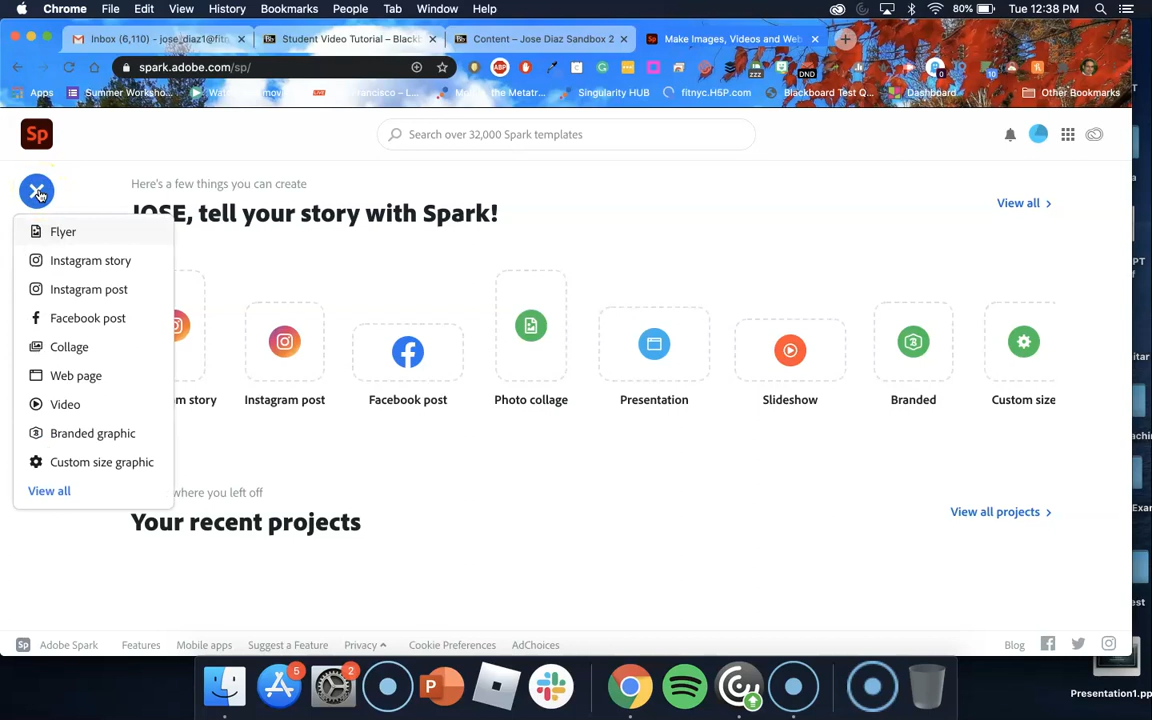 Chrome File Edit View History Bookmarks People Tab Window Help 80% Tue 12:38 PM
Inbox (6,110) - jose_diaz1@fitn Student Video Tutorial – Blackb Content – Jose Diaz Sandbox 2 Make Images, Videos and Web
spark.adobe.com/sp/
Apps Summer Worksho... Singularity HUB fitnyc.H5P.com Blackboard Test Q... Dashboard Other Bookmarks
Sp Search over 32,000 Spark templates
Here's a few things you can create
JOSE, tell your story with Spark! View all
Flyer
Instagram story
Instagram post
Facebook post
Collage
Web page
Video
Branded graphic
Custom size graphic
View all
m story Instagram post Facebook post Photo collage Presentation Slideshow Branded Custom size
where you left off
Your recent projects View all projects
Sp Adobe Spark Features Mobile apps Suggest a Feature Privacy Cookie Preferences AdChoices Blog
5 2
Presentation1.pp